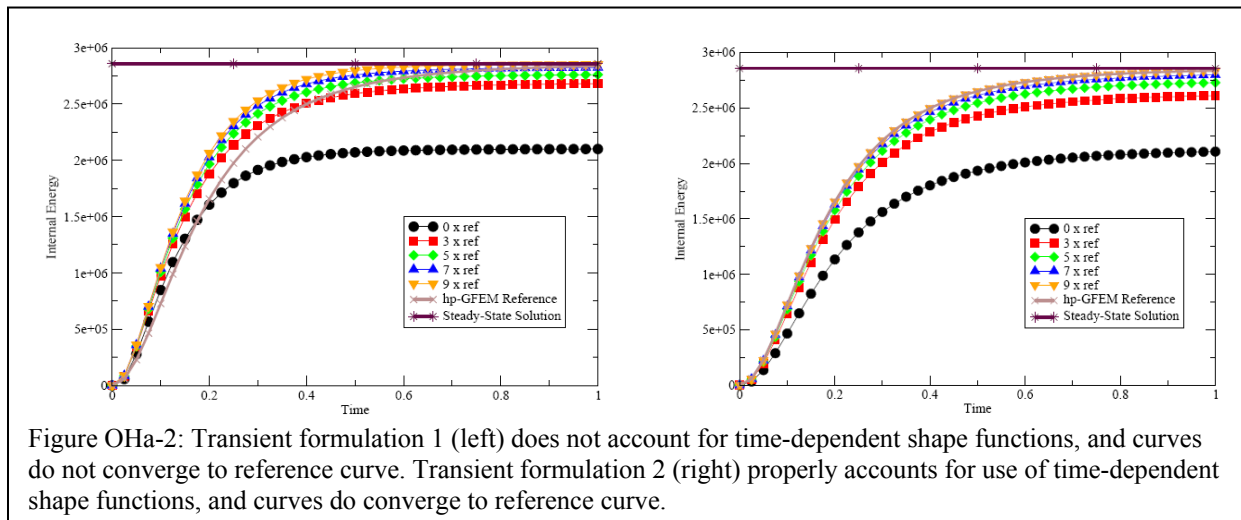 3e+06
2.5e+06
2e+06
1.5e+06
1e+06
5e+05
0
Internal Energy
0 x ref
3 x ref
5 x ref
7 x ref
9 x ref
hp-GFEM Reference
Steady-State Solution
0
0.2
0.4
0.6
0.8
1
Time
3e+06
2.5e+06
2e+06
1.5e+06
1e+06
5e+05
0
Internal Energy
0 x ref
3 x ref
5 x ref
7 x ref
9 x ref
hp-GFEM Reference
Steady-State Solution
0
0.2
0.4
0.6
0.8
1
Time
Figure OHa-2: Transient formulation 1 (left) does not account for time-dependent shape functions, and curves
do not converge to reference curve. Transient formulation 2 (right) properly accounts for use of time-dependent
shape functions, and curves do converge to reference curve.